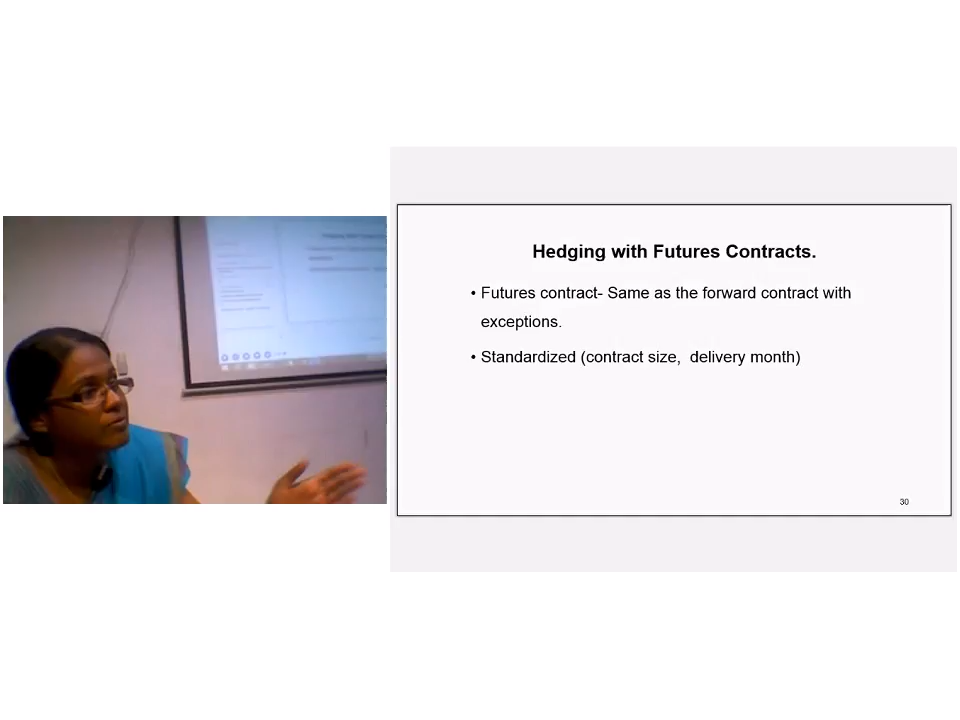 Hedging with Futures Contracts.
• Futures contract- Same as the forward contract with
exceptions.
• Standardized (contract size,  delivery month)
30